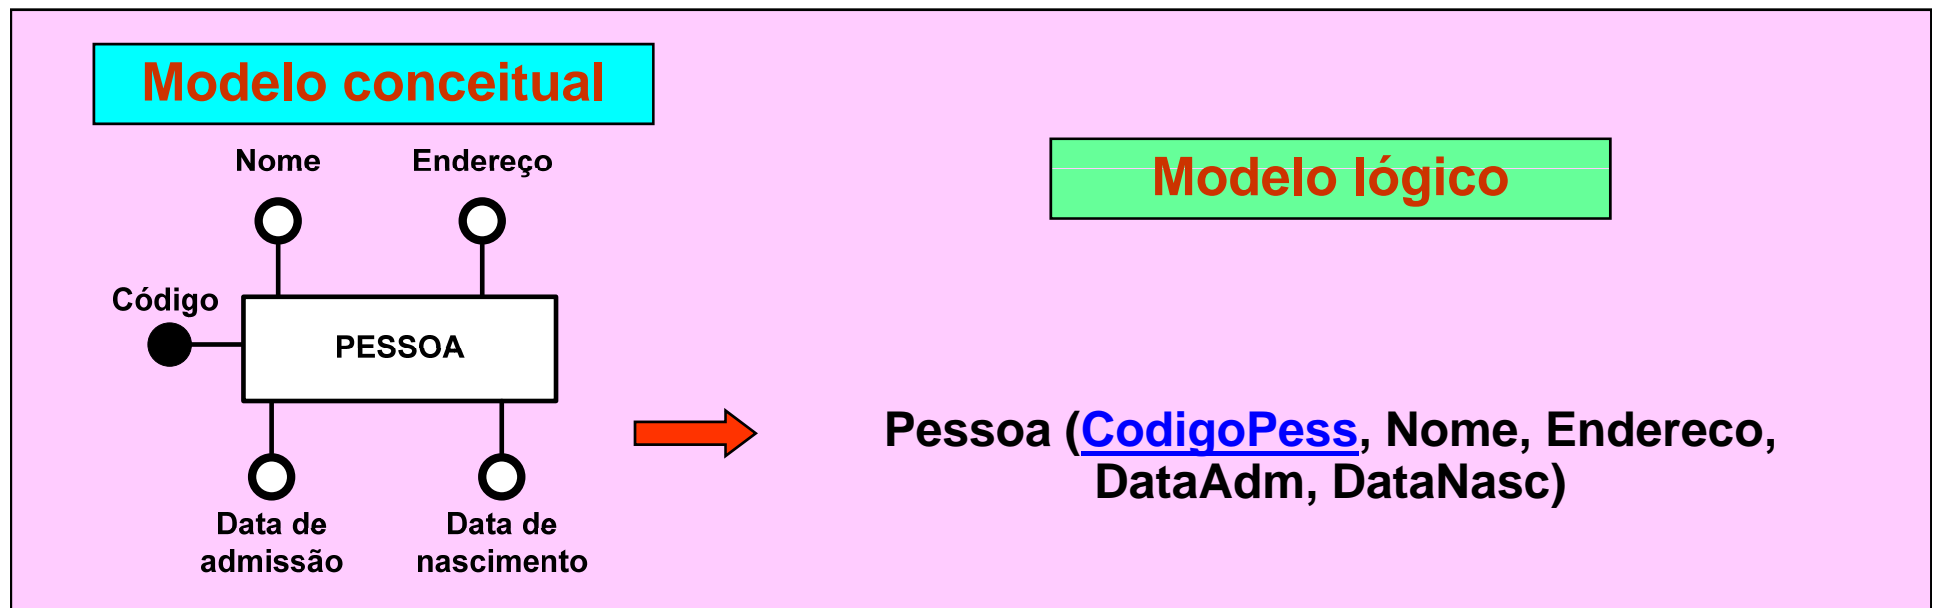 Modelo conceitual
Nome
Endereço
Código
PESSOA
Data de
admissão
Data de
nascimento
Modelo lógico
Pessoa (CodigoPess, Nome, Endereco,
DataAdm, DataNasc)